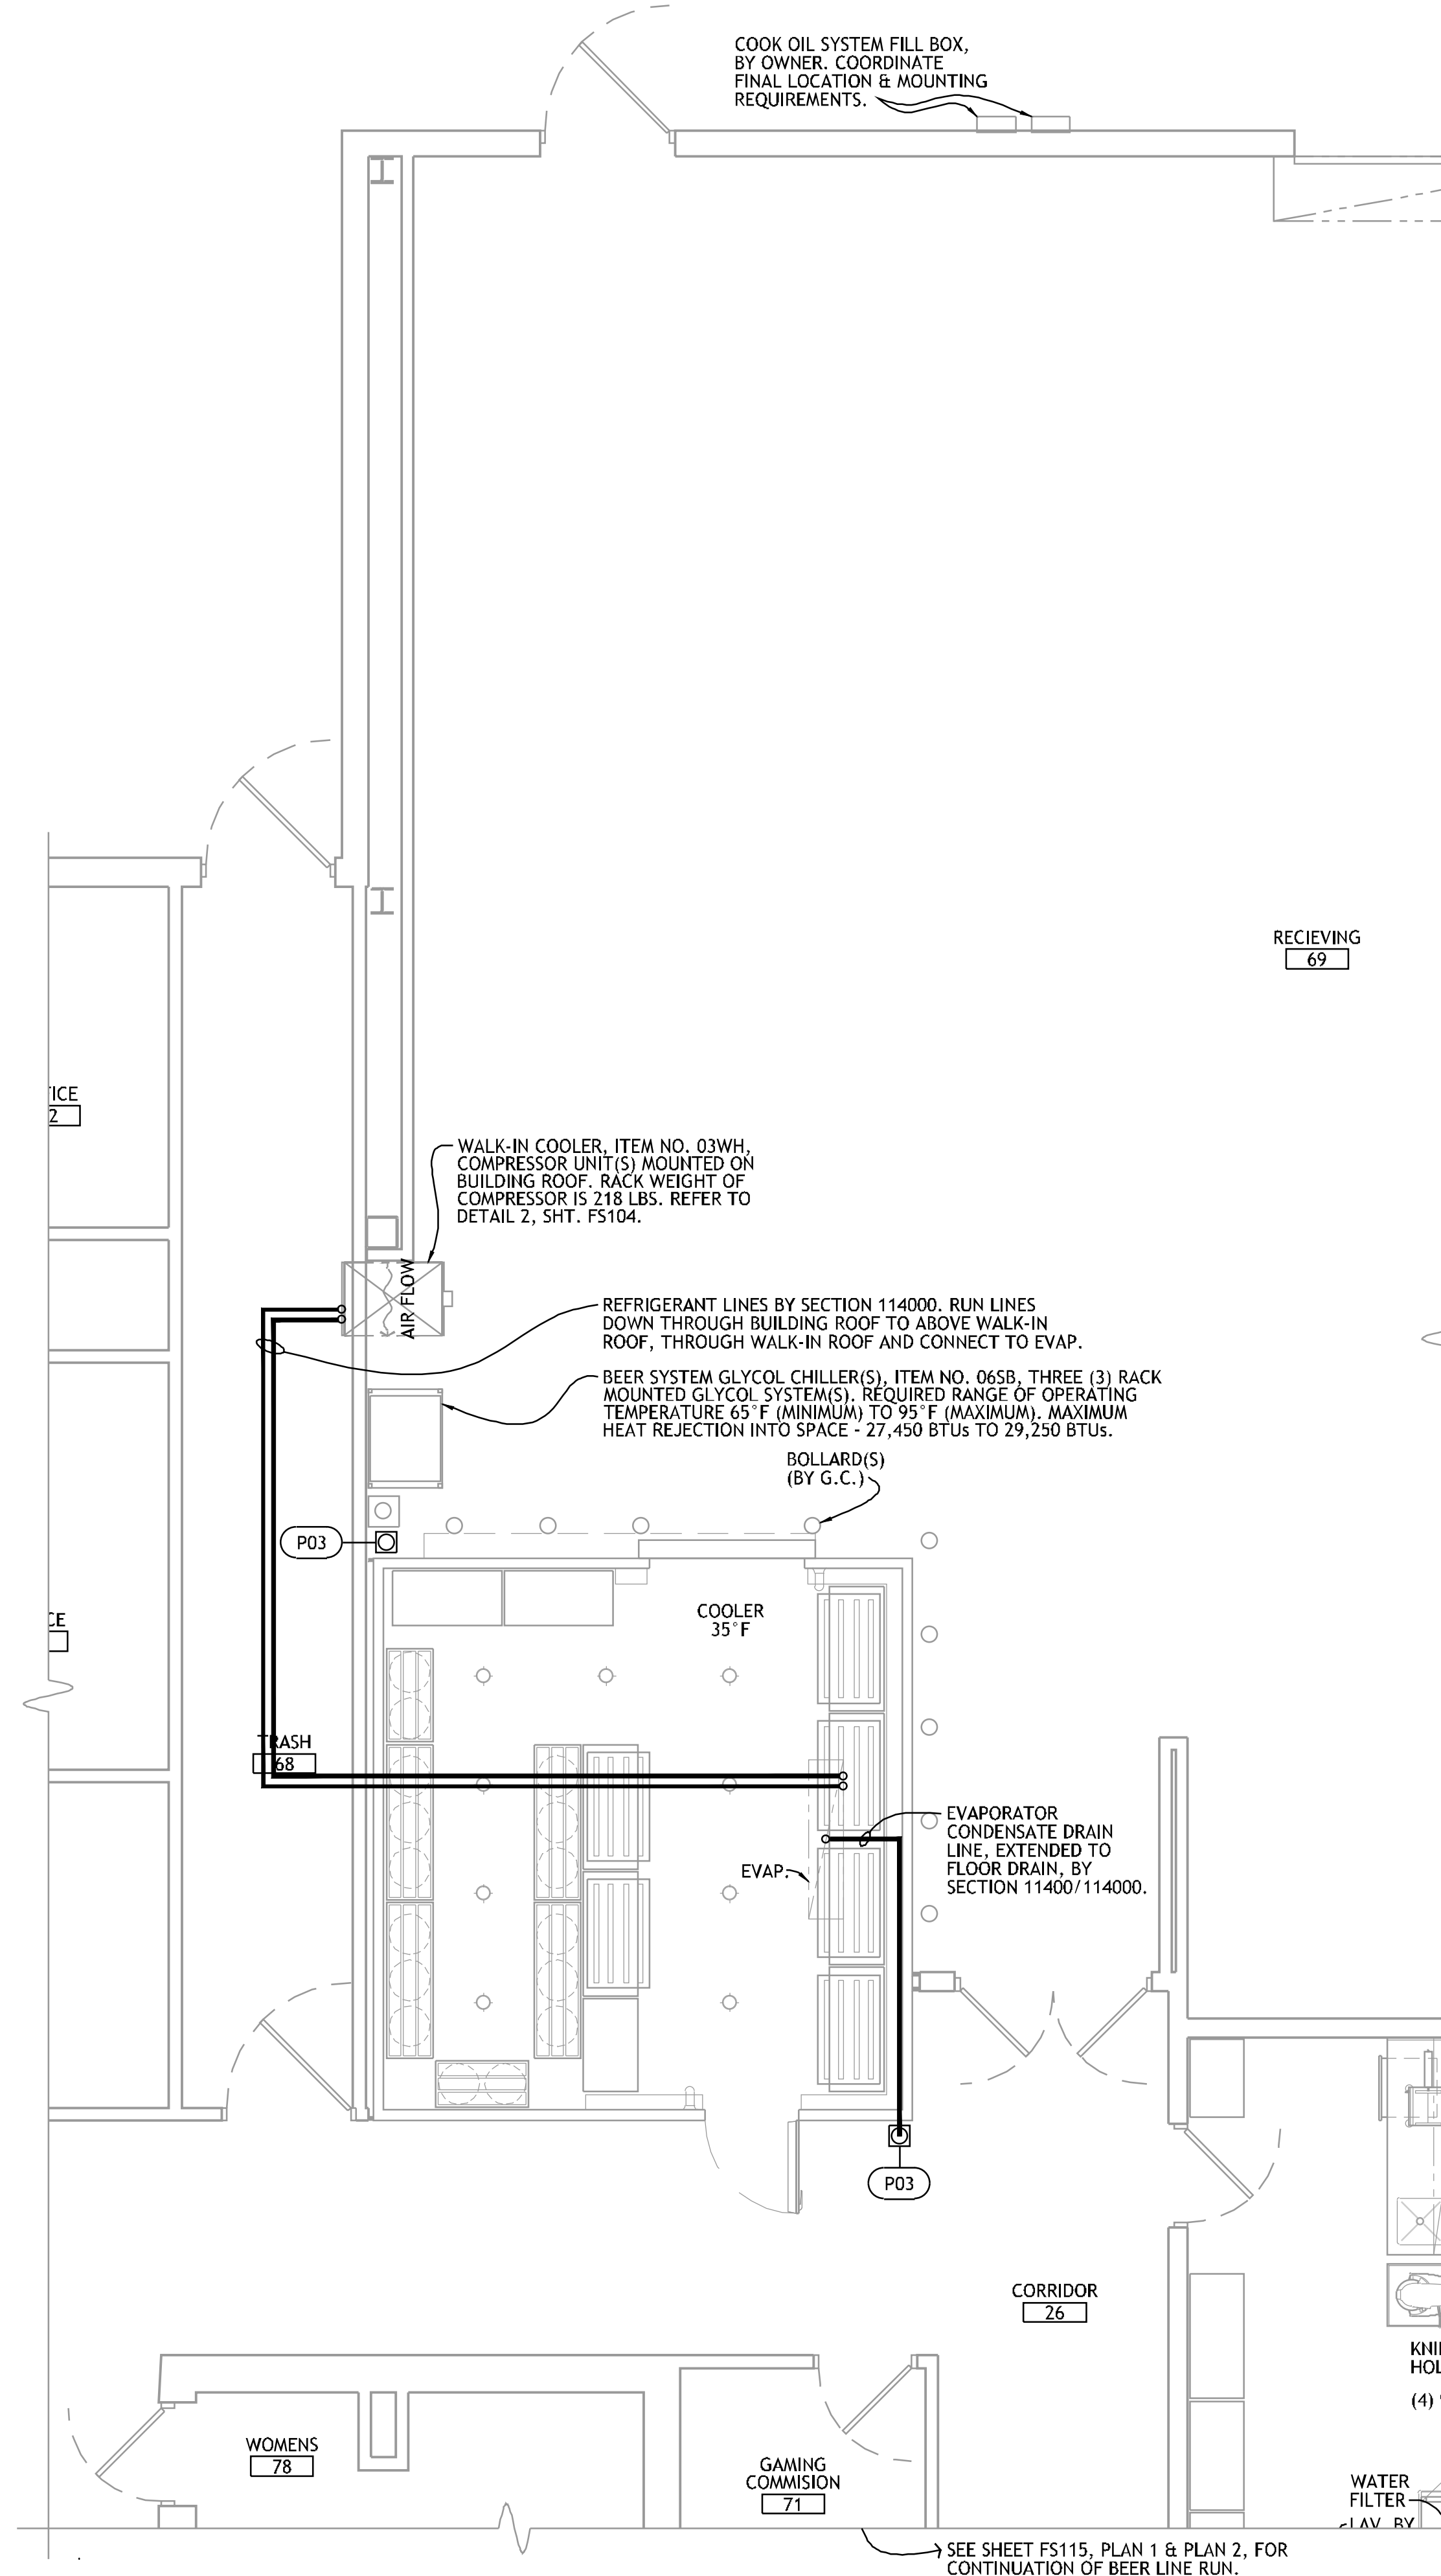 COOK OIL SYSTEM FILL BOX,
BY OWNER. COORDINATE
FINAL LOCATION & MOUNTING
REQUIREMENTS.
RECIEVING
69
2
WALK-IN COOLER, ITEM NO. 03WH,
COMPRESSOR UNIT(S) MOUNTED ON
BUILDING ROOF. RACK WEIGHT OF
COMPRESSOR IS 218 LBS. REFER TO
DETAIL 2, SHT. FS104.
AIR FLOW
REFRIGERANT LINES BY SECTION 114000. RUN LINES
DOWN THROUGH BUILDING ROOF TO ABOVE WALK-IN
ROOF, THROUGH WALK-IN ROOF AND CONNECT TO EVAP.
BEER SYSTEM GLYCOL CHILLER(S), ITEM NO. 06SB, THREE (3) RACK
MOUNTED GLYCOL SYSTEM(S). REQUIRED RANGE OF OPERATING
TEMPERATURE 65°F (MINIMUM) TO 95°F (MAXIMUM). MAXIMUM
HEAT REJECTION INTO SPACE - 27,450 BTUs TO 29,250 BTUs.
BOLLARD(S)
(BY G.C.)
P03
COOLER
35°F
TRASH
68
EVAPORATOR
CONDENSATE DRAIN
LINE, EXTENDED TO
FLOOR DRAIN, BY
SECTION 11400/114000.
EVAP.
P03
CORRIDOR
26
(4)
WOMENS
78
GAMING
COMMISION
71
WATER
FILTER
LAV. BY
SEE SHEET FS115, PLAN 1 & PLAN 2, FOR
CONTINUATION OF BEER LINE RUN.